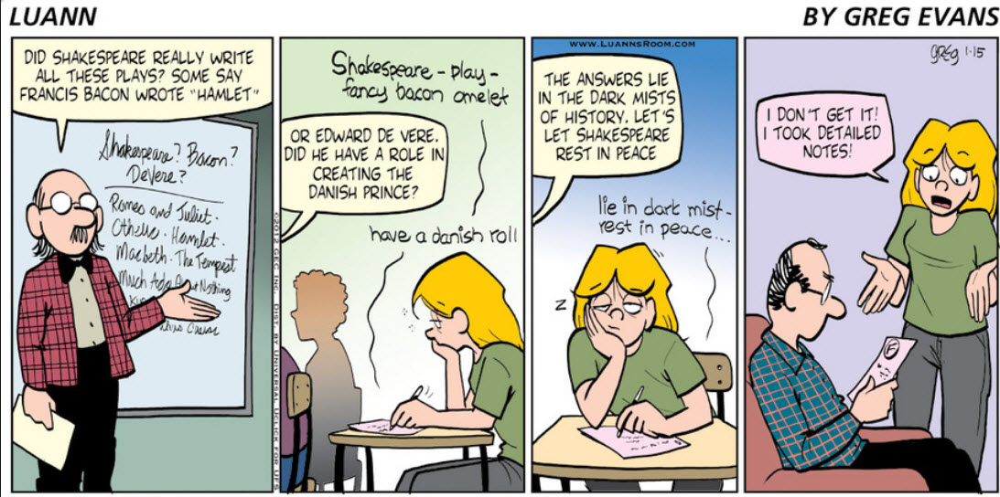 LUANN
BY GREG EVANS
DID SHAKESPEARE REALLY WRITE
ALL THESE PLAYS? SOME SAY
FRANCIS BACON WROTE "HAMLET"
Shakespeare? Bacon?
DeVere?
Romeo and Juliet.
Othello. Hamlet.
Macbeth. The Tempest
Much Ado About Nothing
Caesar
©2012 GEC INC. DIST. BY UNIVERSAL UCLICK FOR UFS
Shakespeare - play -
fancy bacon omelet
OR EDWARD DE VERE.
DID HE HAVE A ROLE IN
CREATING THE
DANISH PRINCE?
have a danish roll
WWW.LUANNSROOM.COM
THE ANSWERS LIE
IN THE DARK MISTS
OF HISTORY. LET'S
LET SHAKESPEARE
REST IN PEACE
lie in dark mist -
rest in peace...
Z
greg 1-15
I DON'T GET IT!
I TOOK DETAILED
NOTES!
F